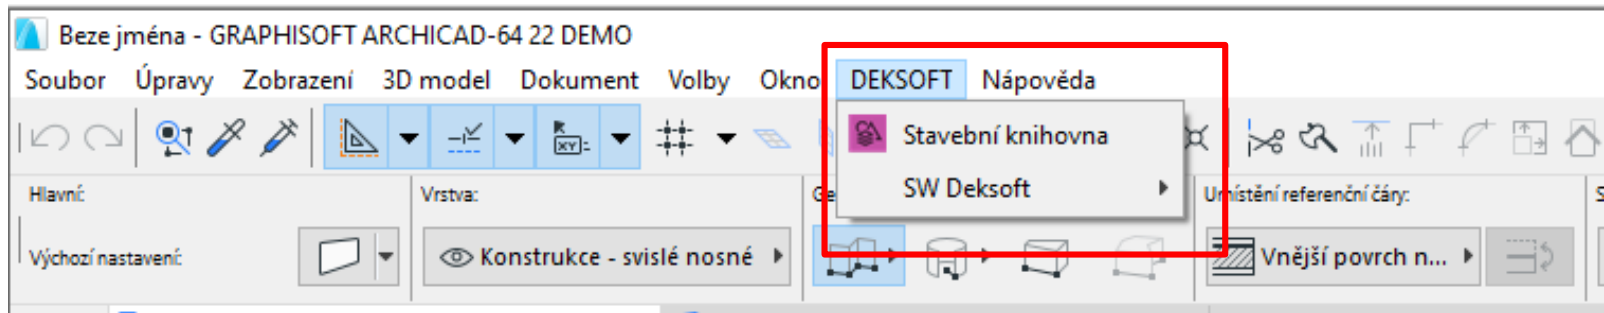 Beze jména - GRAPHISOFT ARCHICAD-64 22 DEMO
Soubor Úpravy Zobrazení 3D model Dokument Volby Okno DEKSOFT Nápověda
Stavební knihovna
SW Deksoft
Hlavní: Vrstva: Umístění referenční čáry:
Výchozí nastavení: Konstrukce - svislé nosné Vnější povrch n...